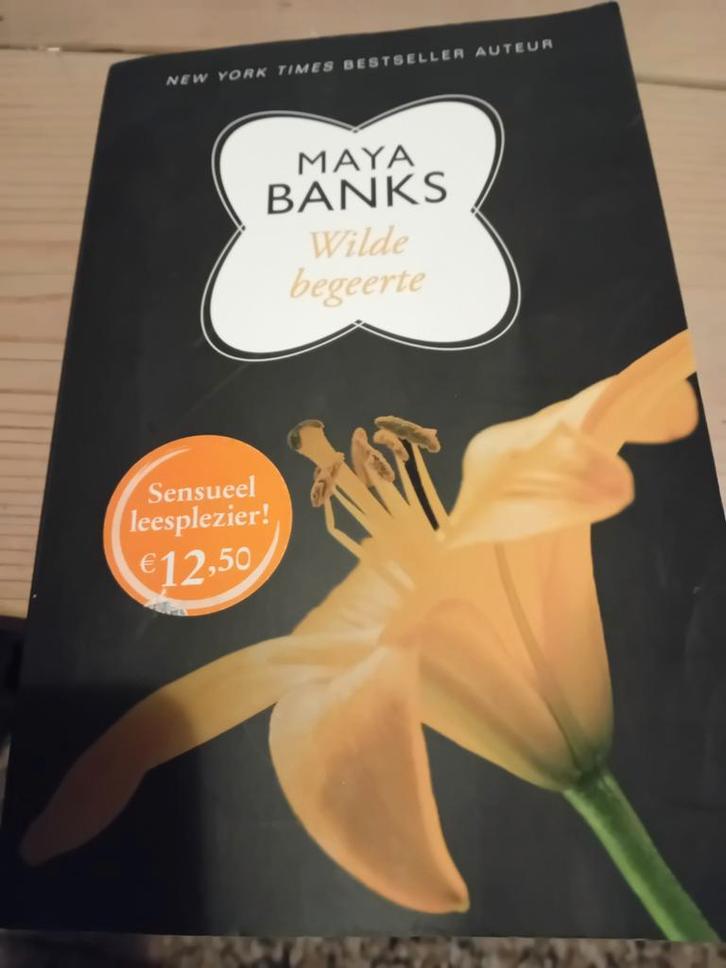 NEW YORK TIMES BESTSELLER AUTEUR
MAYA
BANKS
Wilde
begeerte
Sensueel
leesplezier!
€12,50